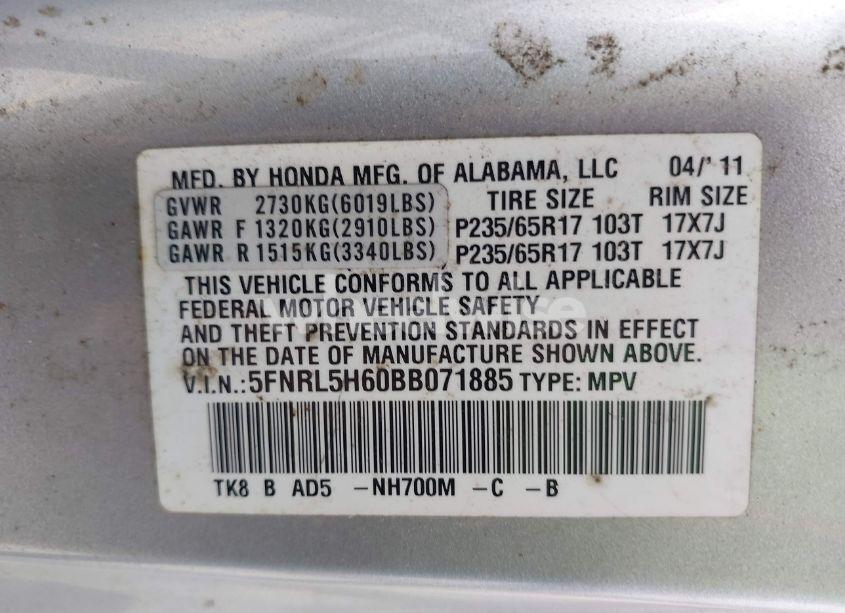 MFD. BY HONDA MFG. OF ALABAMA, LLC 04/'11
GVWR 2730KG(6019LBS) TIRE SIZE RIM SIZE
GAWR F 1320KG(2910LBS) P235/65R17 103T 17X7J
GAWR R 1515KG(3340LBS) P235/65R17 103T 17X7J
THIS VEHICLE CONFORMS TO ALL APPLICABLE
FEDERAL MOTOR VEHICLE SAFETY
AND THEFT PREVENTION STANDARDS IN EFFECT
ON THE DATE OF MANUFACTURE SHOWN ABOVE.
V.I.N.:5FNRL5H60BB071885 TYPE: MPV
TK8 B AD5 -NH700M -C -B